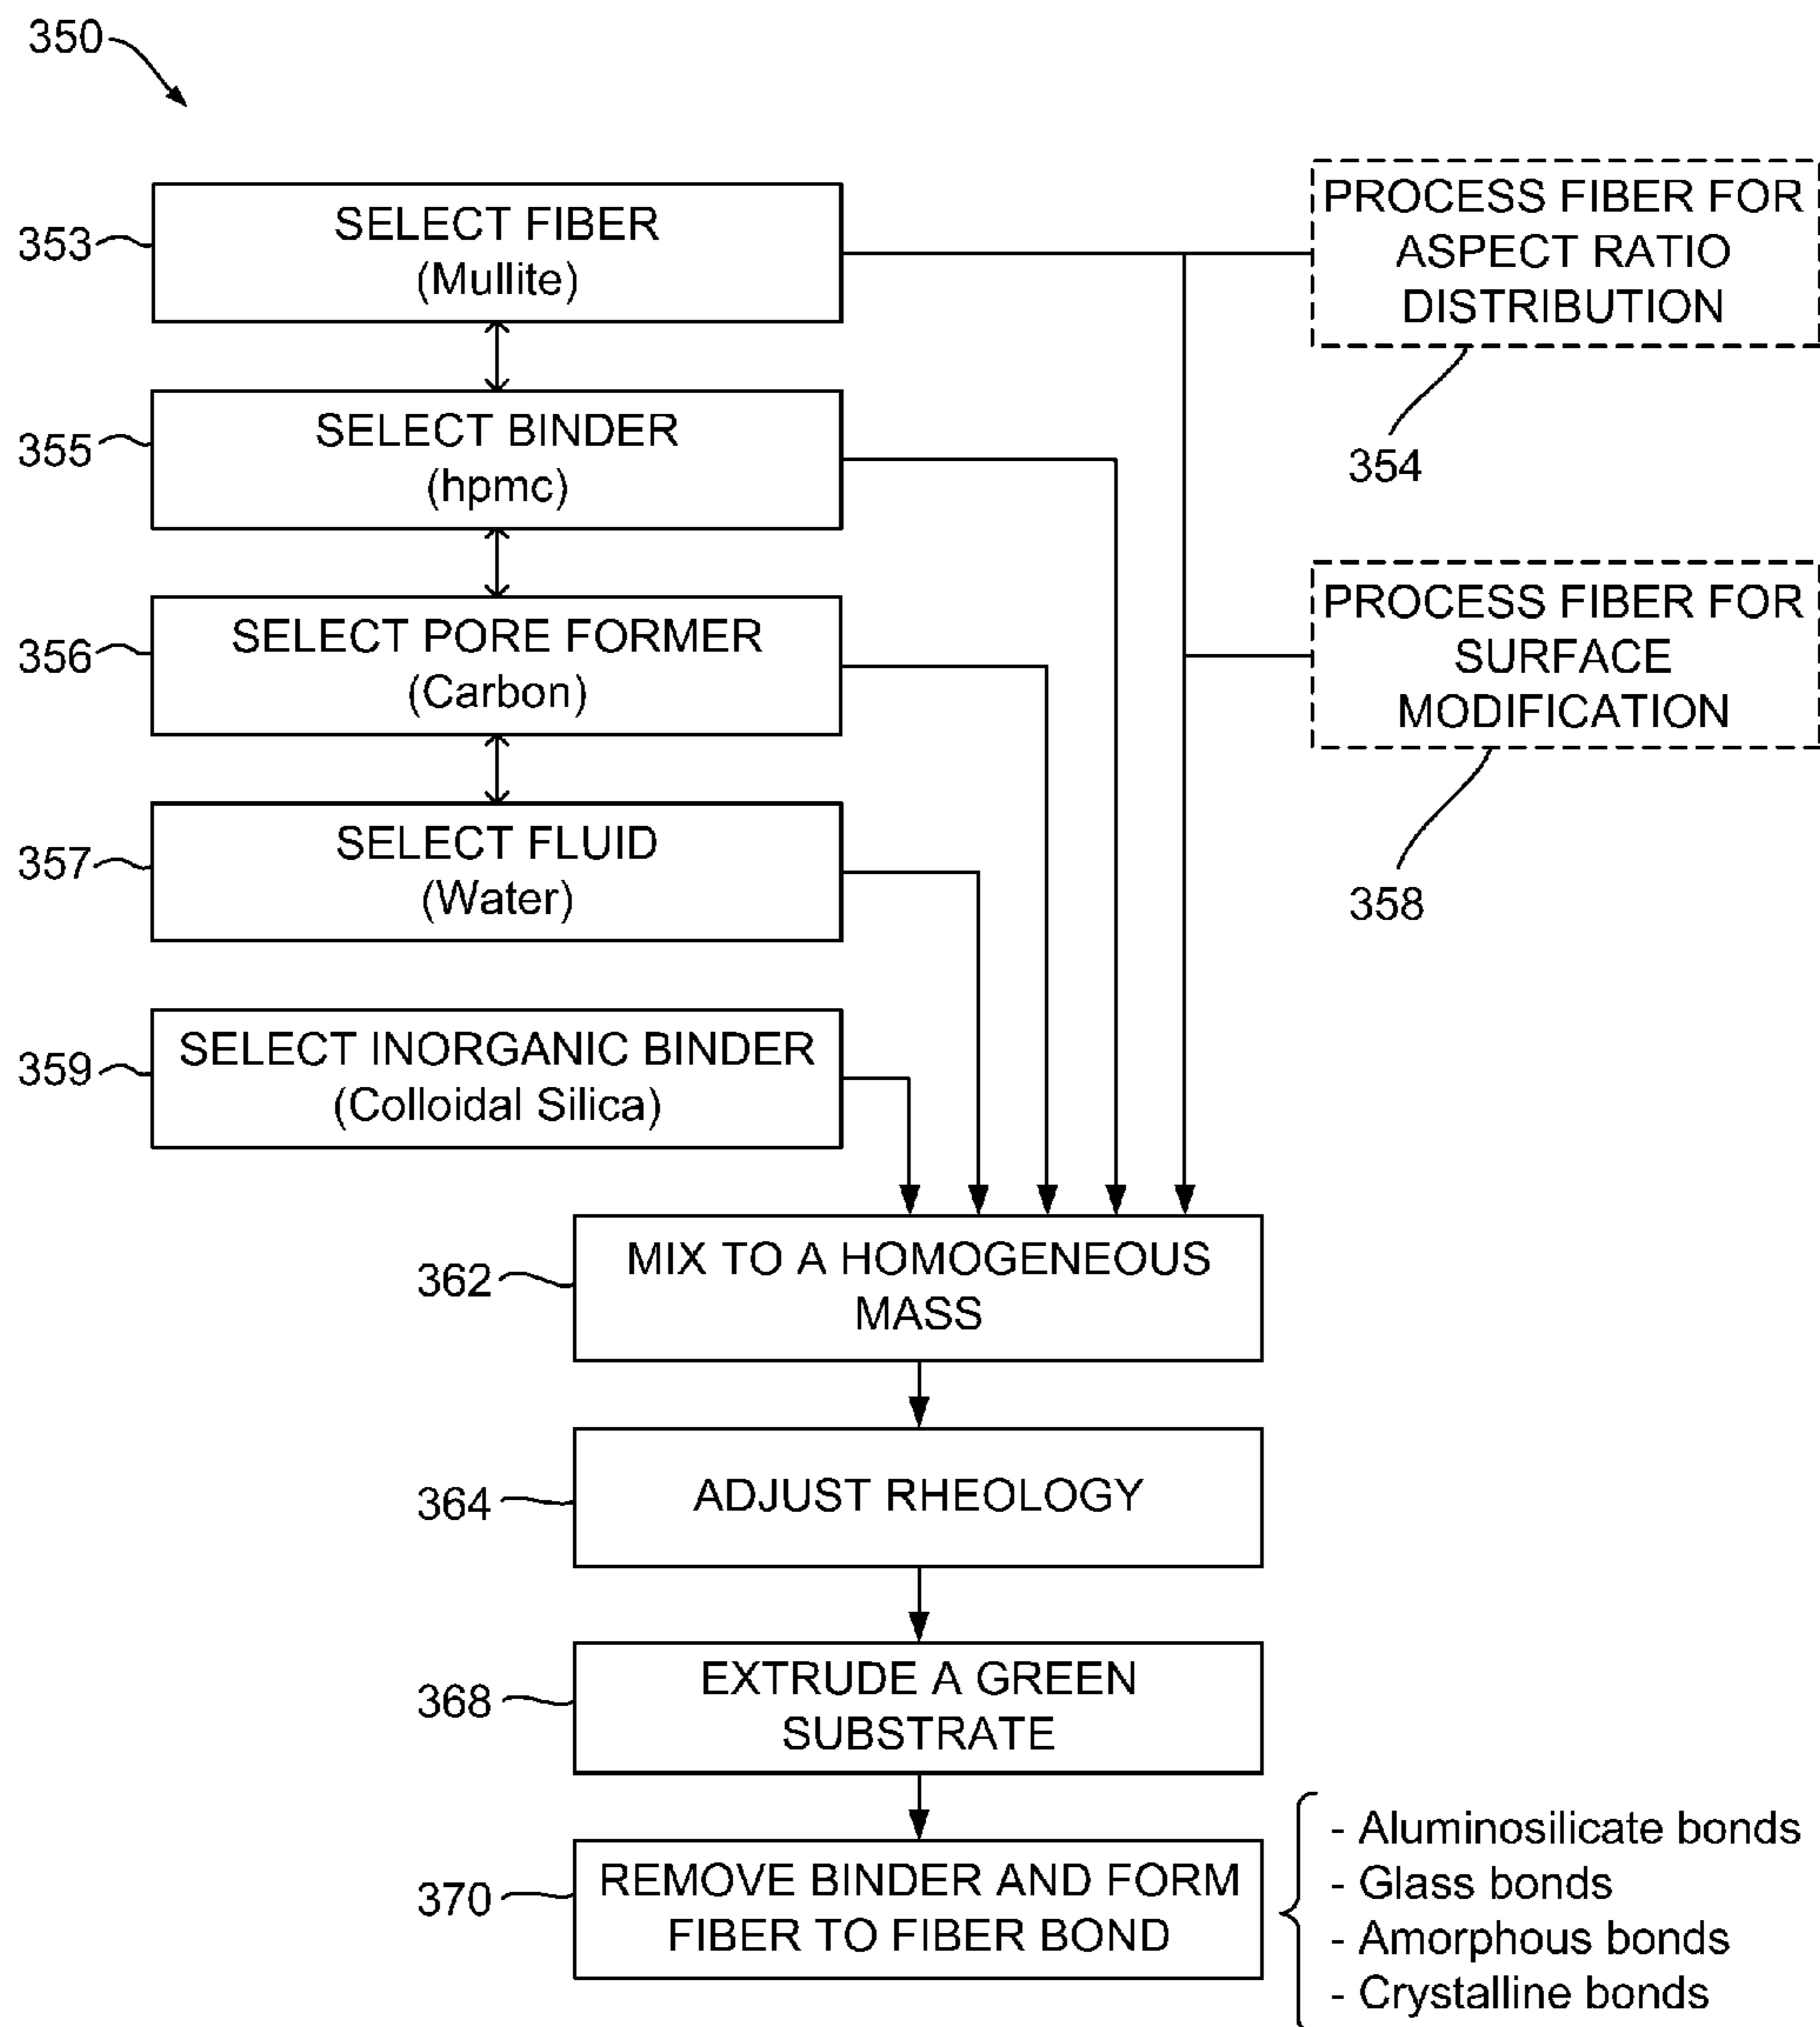 350
353
SELECT FIBER
(Mullite)
PROCESS FIBER FOR
ASPECT RATIO
DISTRIBUTION
354
355
SELECT BINDER
(hpmc)
356
SELECT PORE FORMER
(Carbon)
PROCESS FIBER FOR
SURFACE
MODIFICATION
358
357
SELECT FLUID
(Water)
359
SELECT INORGANIC BINDER
(Colloidal Silica)
362
MIX TO A HOMOGENEOUS
MASS
364
ADJUST RHEOLOGY
368
EXTRUDE A GREEN
SUBSTRATE
370
REMOVE BINDER AND FORM
FIBER TO FIBER BOND
- Aluminosilicate bonds
- Glass bonds
- Amorphous bonds
- Crystalline bonds